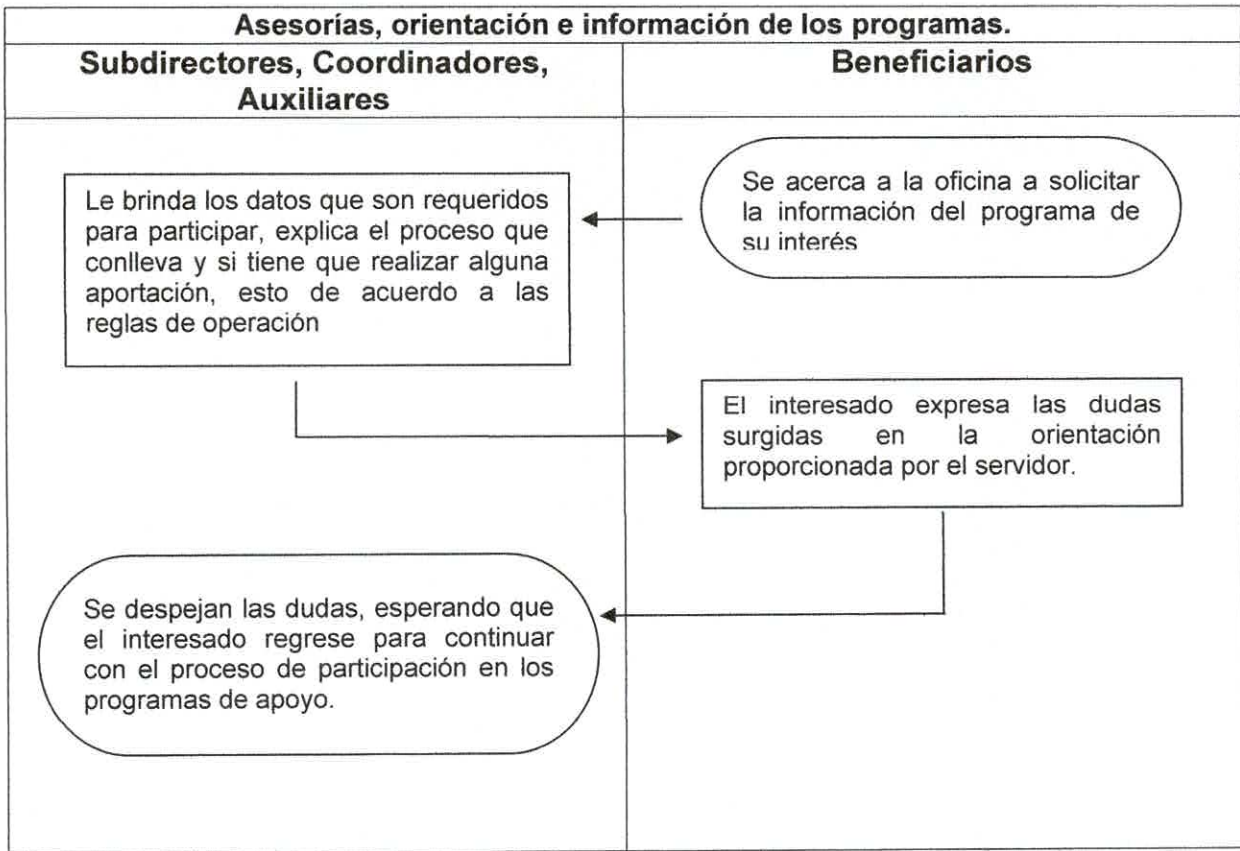 Asesorías, orientación e información de los programas.
Subdirectores, Coordinadores,
Auxiliares
Beneficiarios
Se acerca a la oficina a solicitar
la información del programa de
su interés
Le brinda los datos que son requeridos
para participar, explica el proceso que
conlleva y si tiene que realizar alguna
aportación, esto de acuerdo a las
reglas de operación
El interesado expresa las dudas
surgidas en la orientación
proporcionada por el servidor.
Se despejan las dudas, esperando que
el interesado regrese para continuar
con el proceso de participación en los
programas de apoyo.